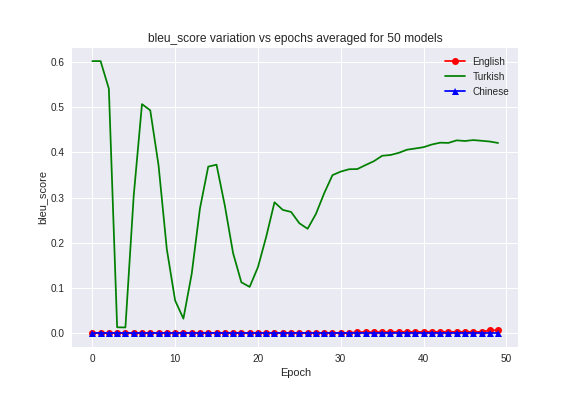 bleu_score variation vs epochs averaged for 50 models
English
Turkish
Chinese
0.6
0.5
0.4
0.3
0.2
0.1
0.0
bleu_score
0 10 20 30 40 50
Epoch